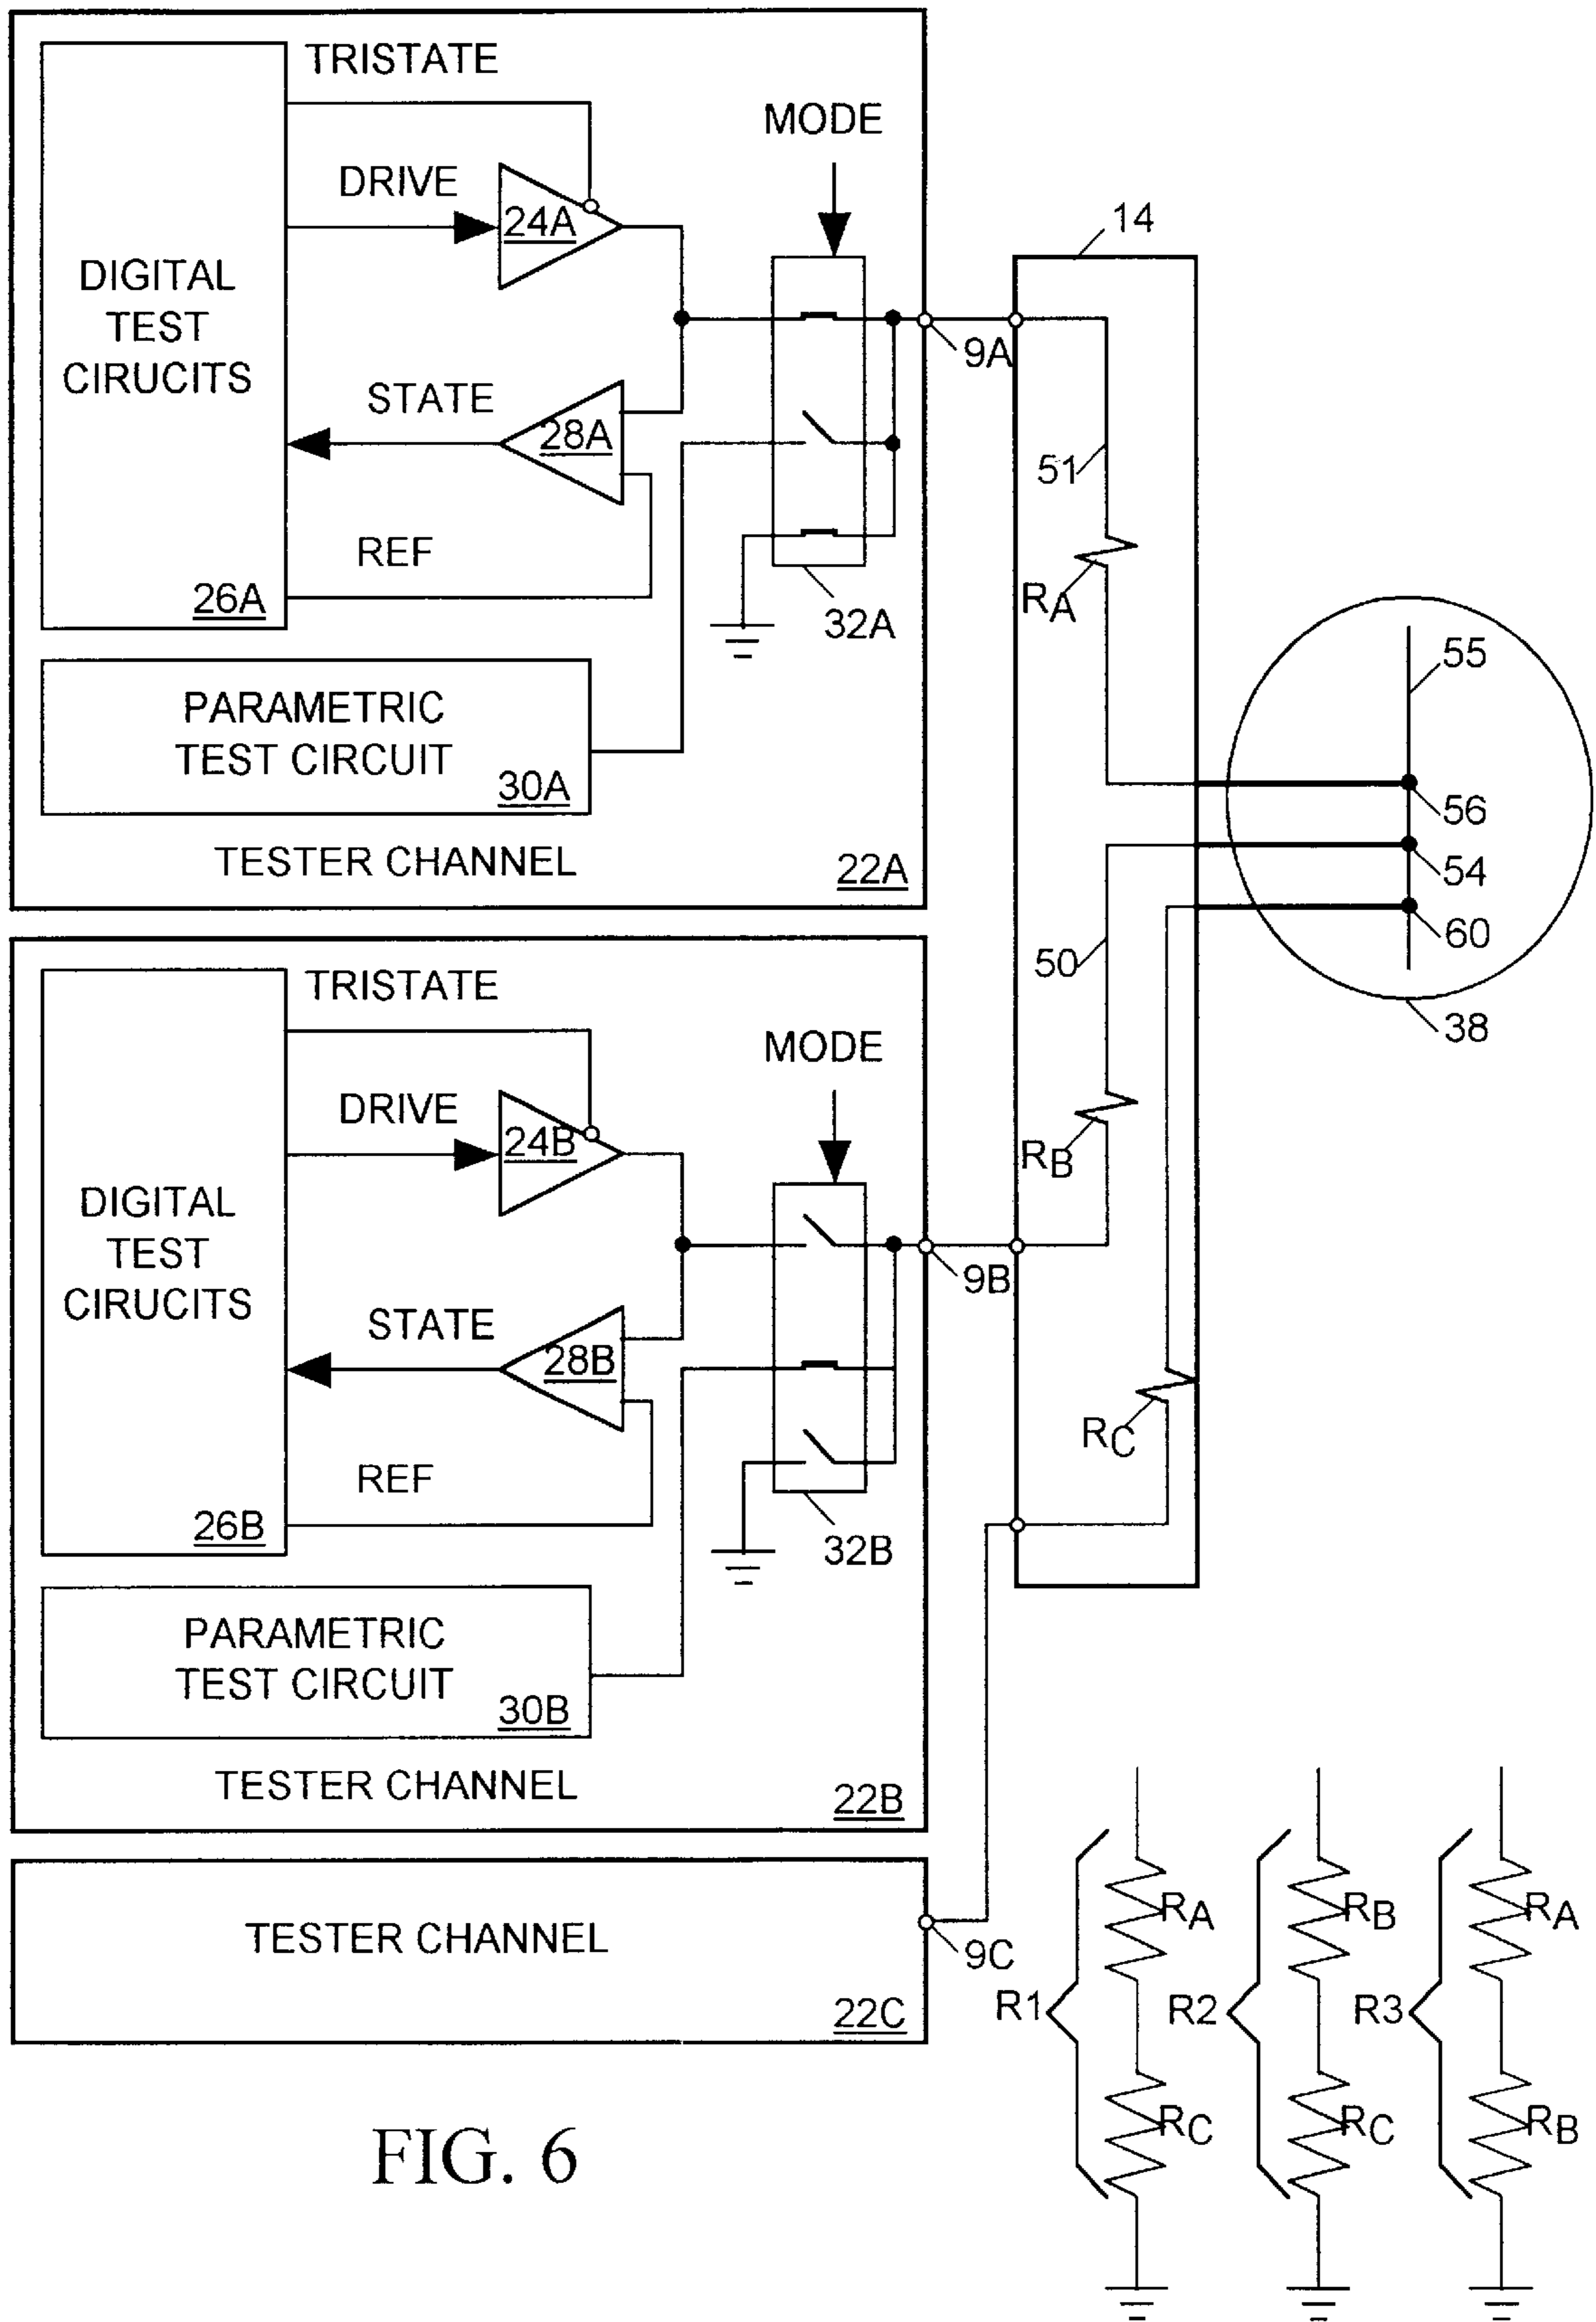 TRISTATE
MODE
DRIVE
24A
14
DIGITAL
TEST
CIRUCITS
9A
STATE
28A
51
REF
26A
32A
RA
55
PARAMETRIC
TEST CIRCUIT
30A
56
TESTER CHANNEL
22A
54
60
50
38
TRISTATE
MODE
DRIVE
24B
RB
DIGITAL
TEST
CIRUCITS
9B
STATE
28B
RC
REF
26B
32B
PARAMETRIC
TEST CIRCUIT
30B
TESTER CHANNEL
22B
TESTER CHANNEL
9C
22C
RA
RB
RA
R1
R2
R3
RC
RC
RB
FIG. 6